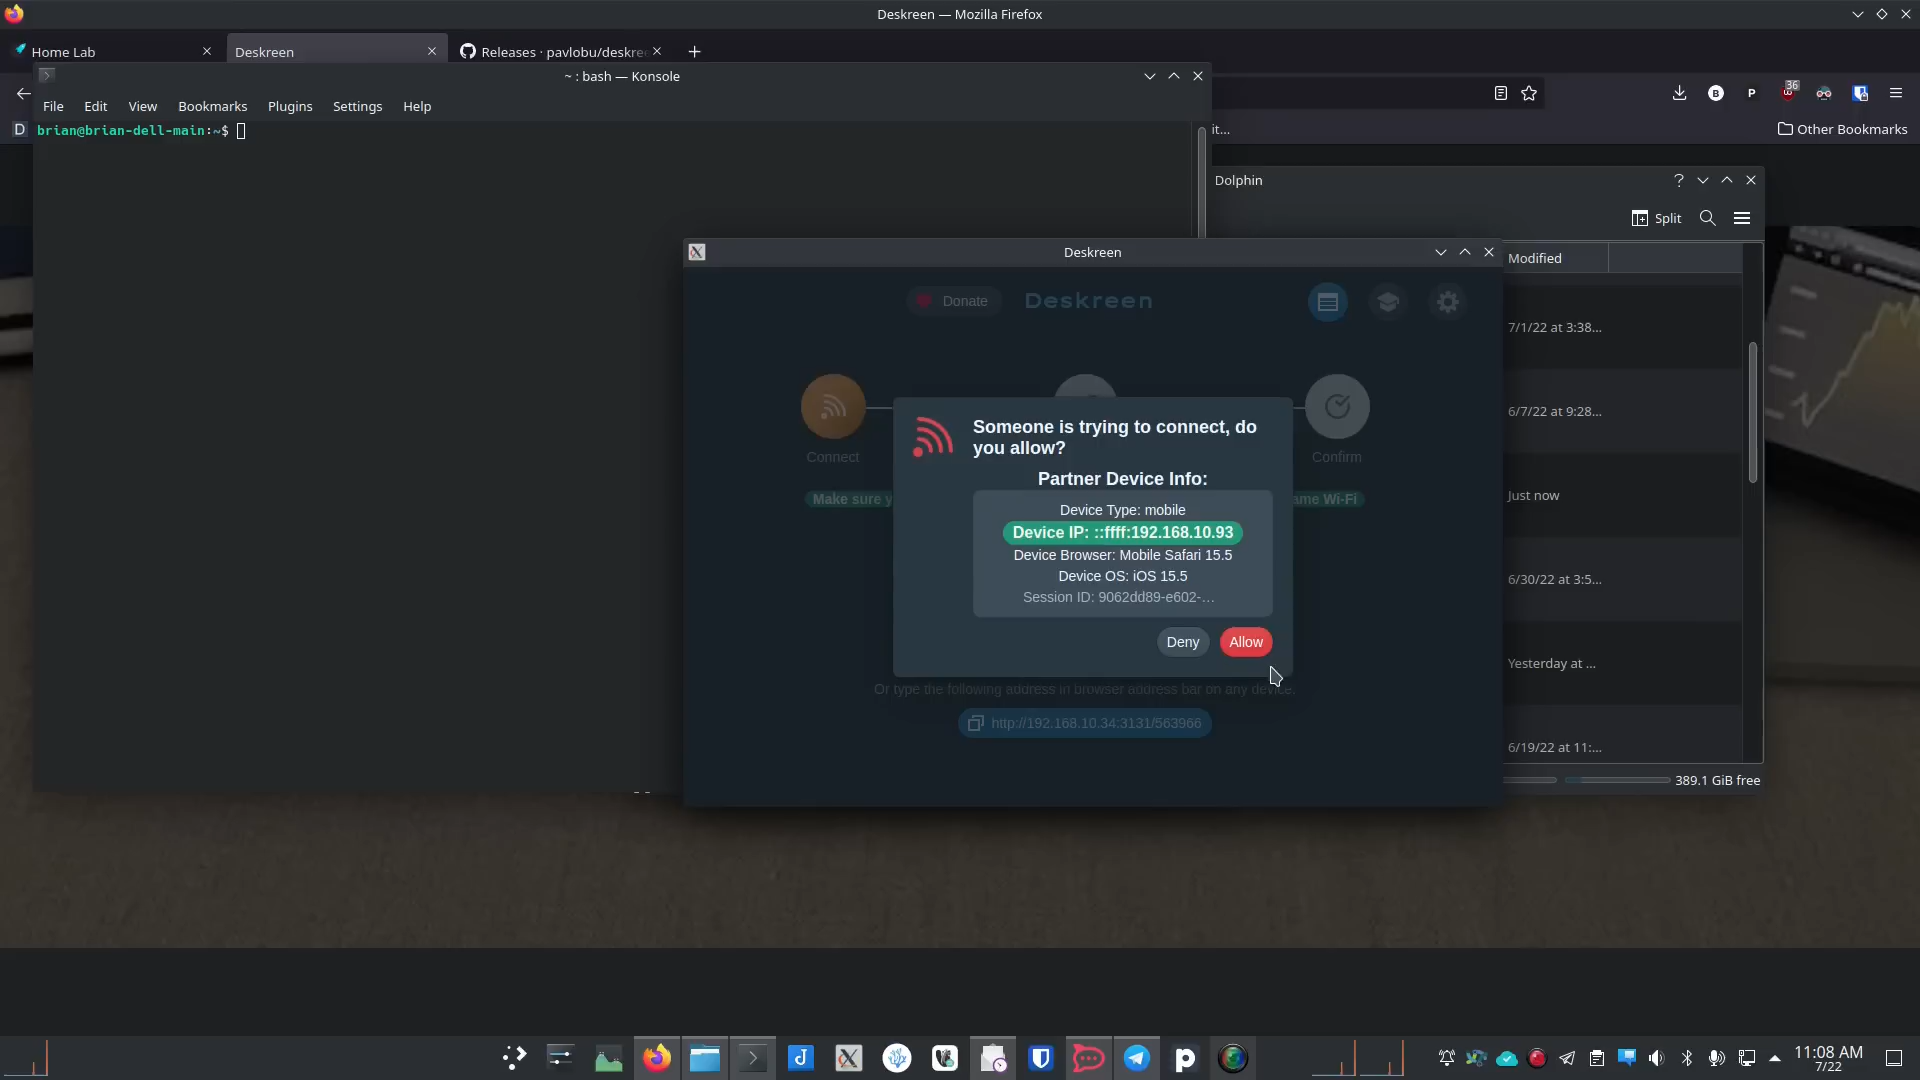 Deskreen — Mozilla Firefox
Home Lab
Deskreen
Releases · pavlobu/deskree
~ : bash — Konsole
File Edit View Bookmarks Plugins Settings Help
B
P
36
brian@brian-dell-main:~$
D
it...
Other Bookmarks
Dolphin
Split
Modified
7/1/22 at 3:38...
6/7/22 at 9:28...
Just now
6/30/22 at 3:5...
Yesterday at ...
6/19/22 at 11:...
389.1 GiB free
Deskreen
Donate
Deskreen
Connect
Confirm
Make sure y
ame Wi-Fi
Someone is trying to connect, do
you allow?
Partner Device Info:
Device Type: mobile
Device IP: ::ffff:192.168.10.93
Device Browser: Mobile Safari 15.5
Device OS: iOS 15.5
Session ID: 9062dd89-e602-...
Deny
Allow
Or type the following address in browser address bar on any device.
http://192.168.10.34:3131/563966
11:08 AM
7/22